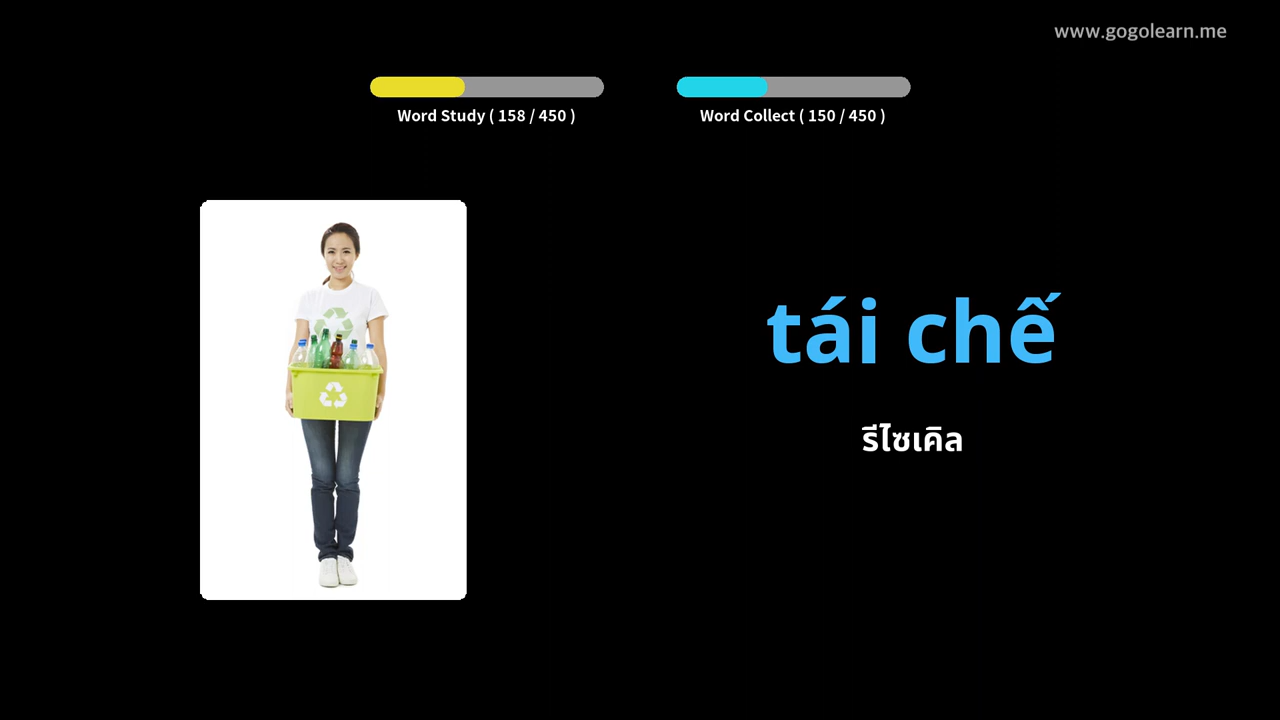 www.gogolearn.me
Word Study ( 158 / 450 )
Word Collect ( 150 / 450 )
tái chế
รีไซเคิล